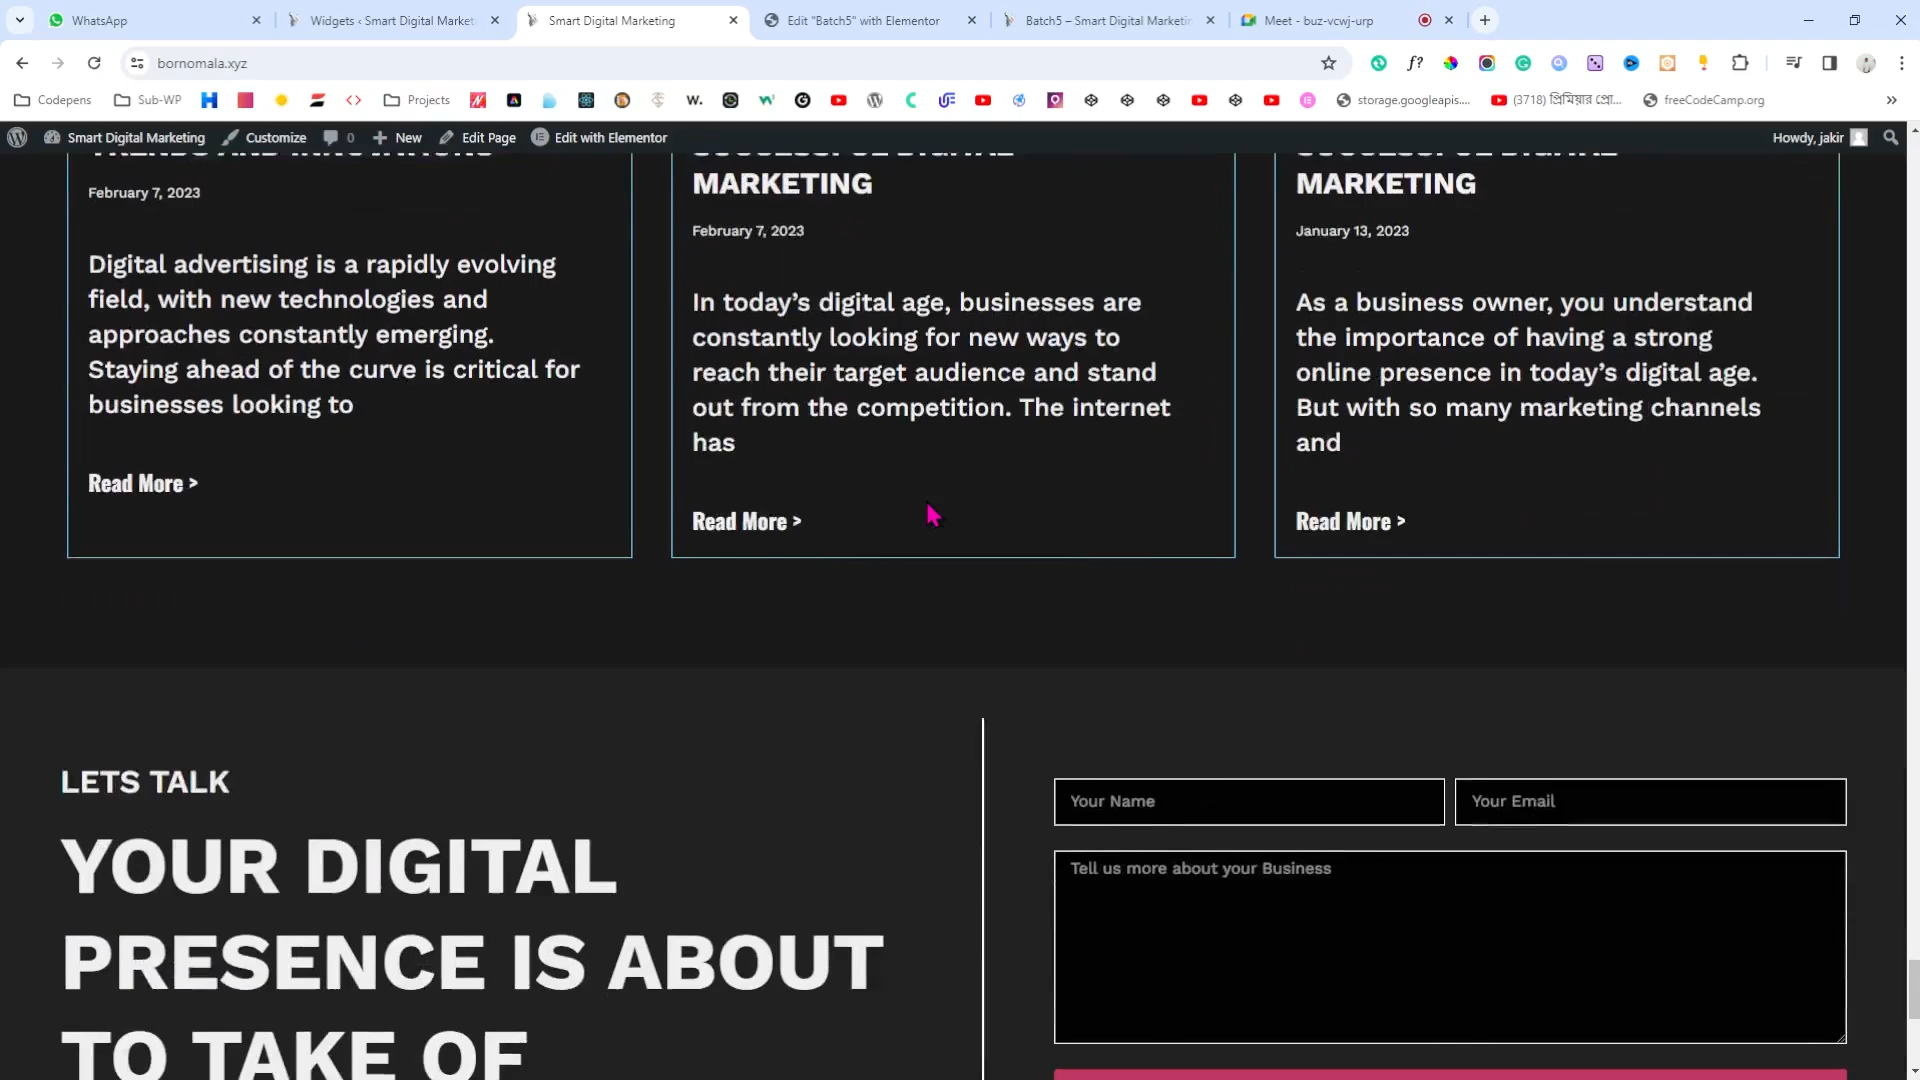 WhatsApp
Widgets ‹ Smart Digital Market
Smart Digital Marketing
Edit "Batch5" with Elementor
Batch5 – Smart Digital Marketin
Meet - buz-vcwj-urp
bornomala.xyz
f?
Codepens
Sub-WP
Projects
W.
storage.googleapis....
(3718) প্রিমিয়ার প্রো...
freeCodeCamp.org
Smart Digital Marketing
Customize
0
New
Edit Page
Edit with Elementor
Howdy, jakir
TRENDS AND INNOVATIONS
February 7, 2023
Digital advertising is a rapidly evolving
field, with new technologies and
approaches constantly emerging.
Staying ahead of the curve is critical for
businesses looking to
Read More >
SUCCESSFUL DIGITAL
MARKETING
February 7, 2023
In today’s digital age, businesses are
constantly looking for new ways to
reach their target audience and stand
out from the competition. The internet
has
Read More >
SUCCESSFUL DIGITAL
MARKETING
January 13, 2023
As a business owner, you understand
the importance of having a strong
online presence in today’s digital age.
But with so many marketing channels
and
Read More >
LETS TALK
YOUR DIGITAL
PRESENCE IS ABOUT
TO TAKE OF
Your Name
Your Email
Tell us more about your Business